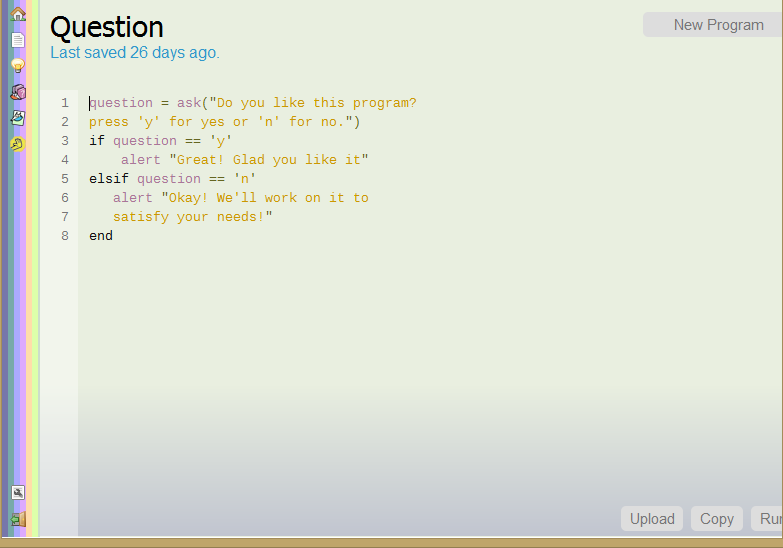 Question
New Program
Last saved 26 days ago.
1 question = ask("Do you like this program?
2 press 'y' for yes or 'n' for no.")
3 if question == 'y'
4     alert "Great! Glad you like it"
5 elsif question == 'n'
6    alert "Okay! We'll work on it to
7    satisfy your needs!"
8 end
Upload Copy Run